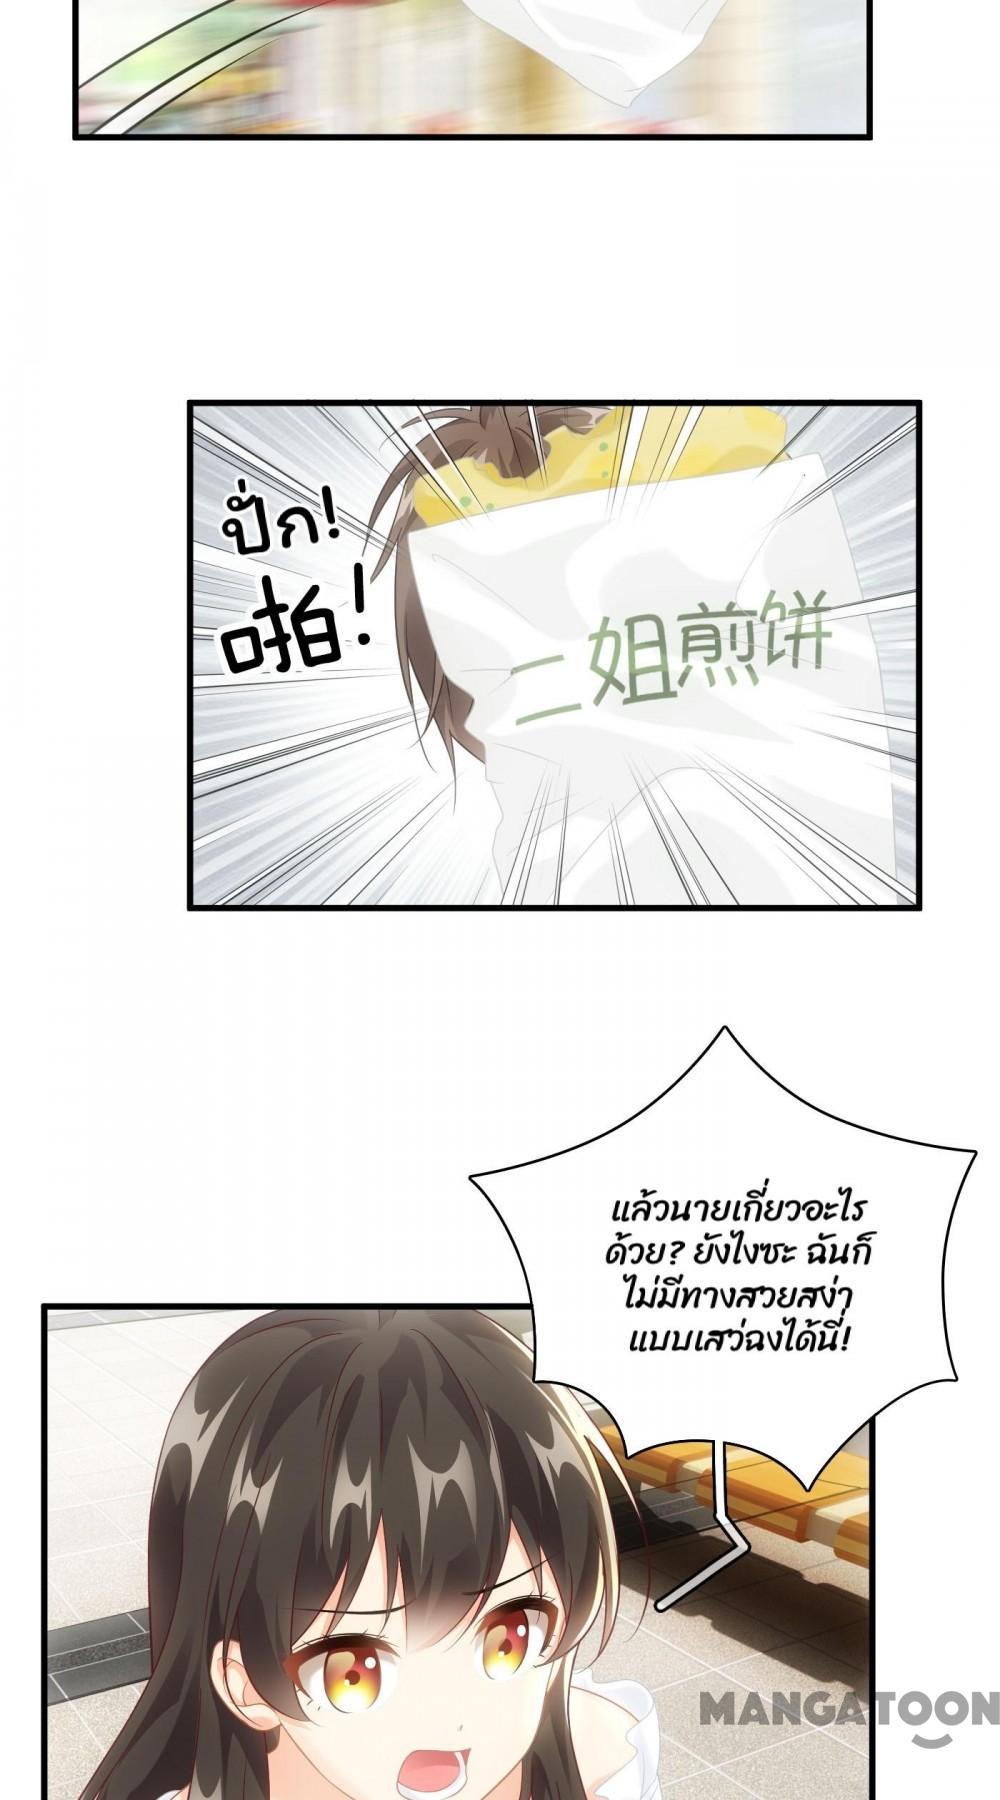 ปั่ก!
啪!
二姐煎饼
แล้วนายเกี่ยวอะไร
ด้วย? ยังไงซะ ฉันก็
ไม่มีทางสวยสง่า
แบบเสว่ฉงได้นี่!
MANGATOON